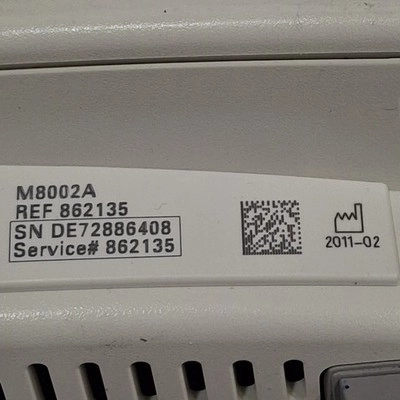 M8002A
REF 862135
SN DE72886408
Service# 862135
2011-02